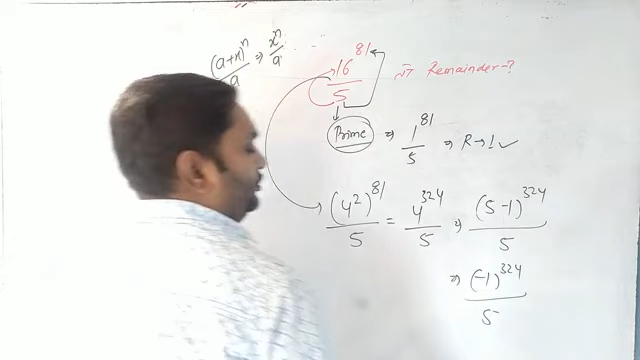 (a+x)^n/a ⇒ x^n/a
16^81/5 Remainder→?
Prime ⇒ 1^81/5 ⇒ R→1 ✓
(4^2)^81/5 = 4^324/5 ⇒ (5-1)^324/5
⇒ (-1)^324/5